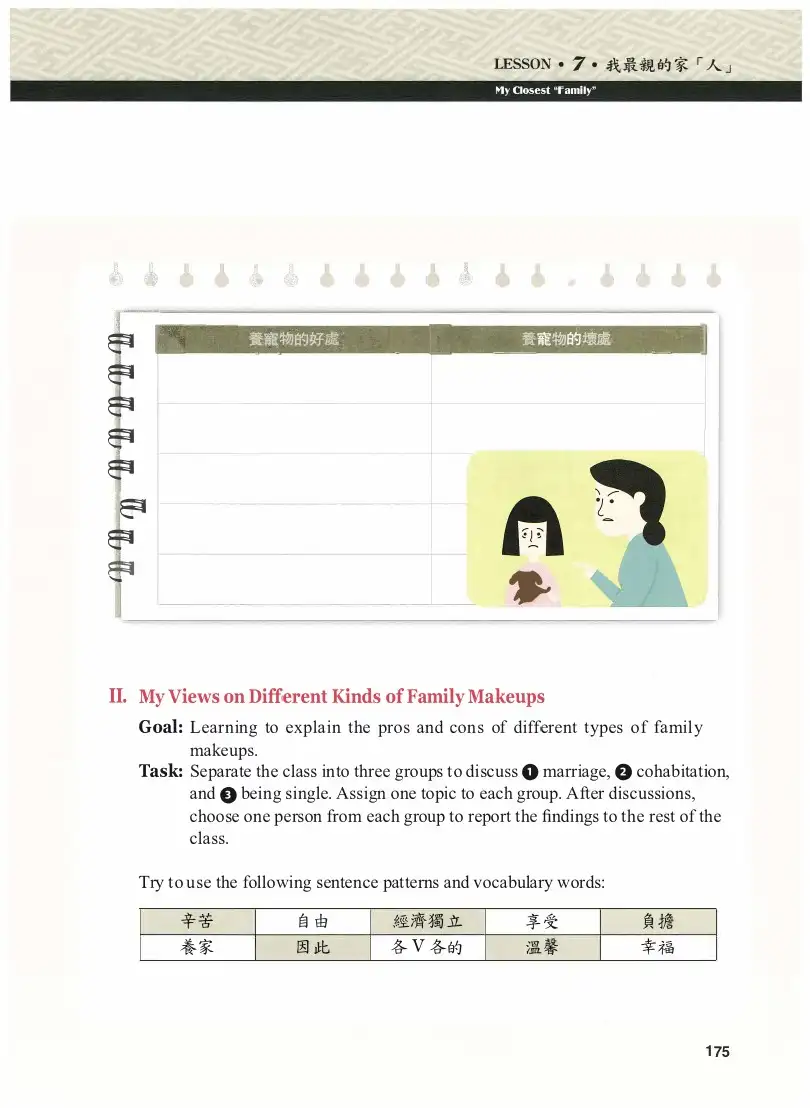 LESSON • 7 • 我最親的家「人」
My Closest “Family”
養寵物的好處 養寵物的壞處
II. My Views on Different Kinds of Family Makeups
Goal: Learning to explain the pros and cons of different types of family
makeups.
Task: Separate the class into three groups to discuss ❶ marriage, ❷ cohabitation,
and ❸ being single. Assign one topic to each group. After discussions,
choose one person from each group to report the findings to the rest of the
class.
Try to use the following sentence patterns and vocabulary words:
辛苦 自由 經濟獨立 享受 負擔
養家 因此 各 V 各的 溫馨 幸福
175